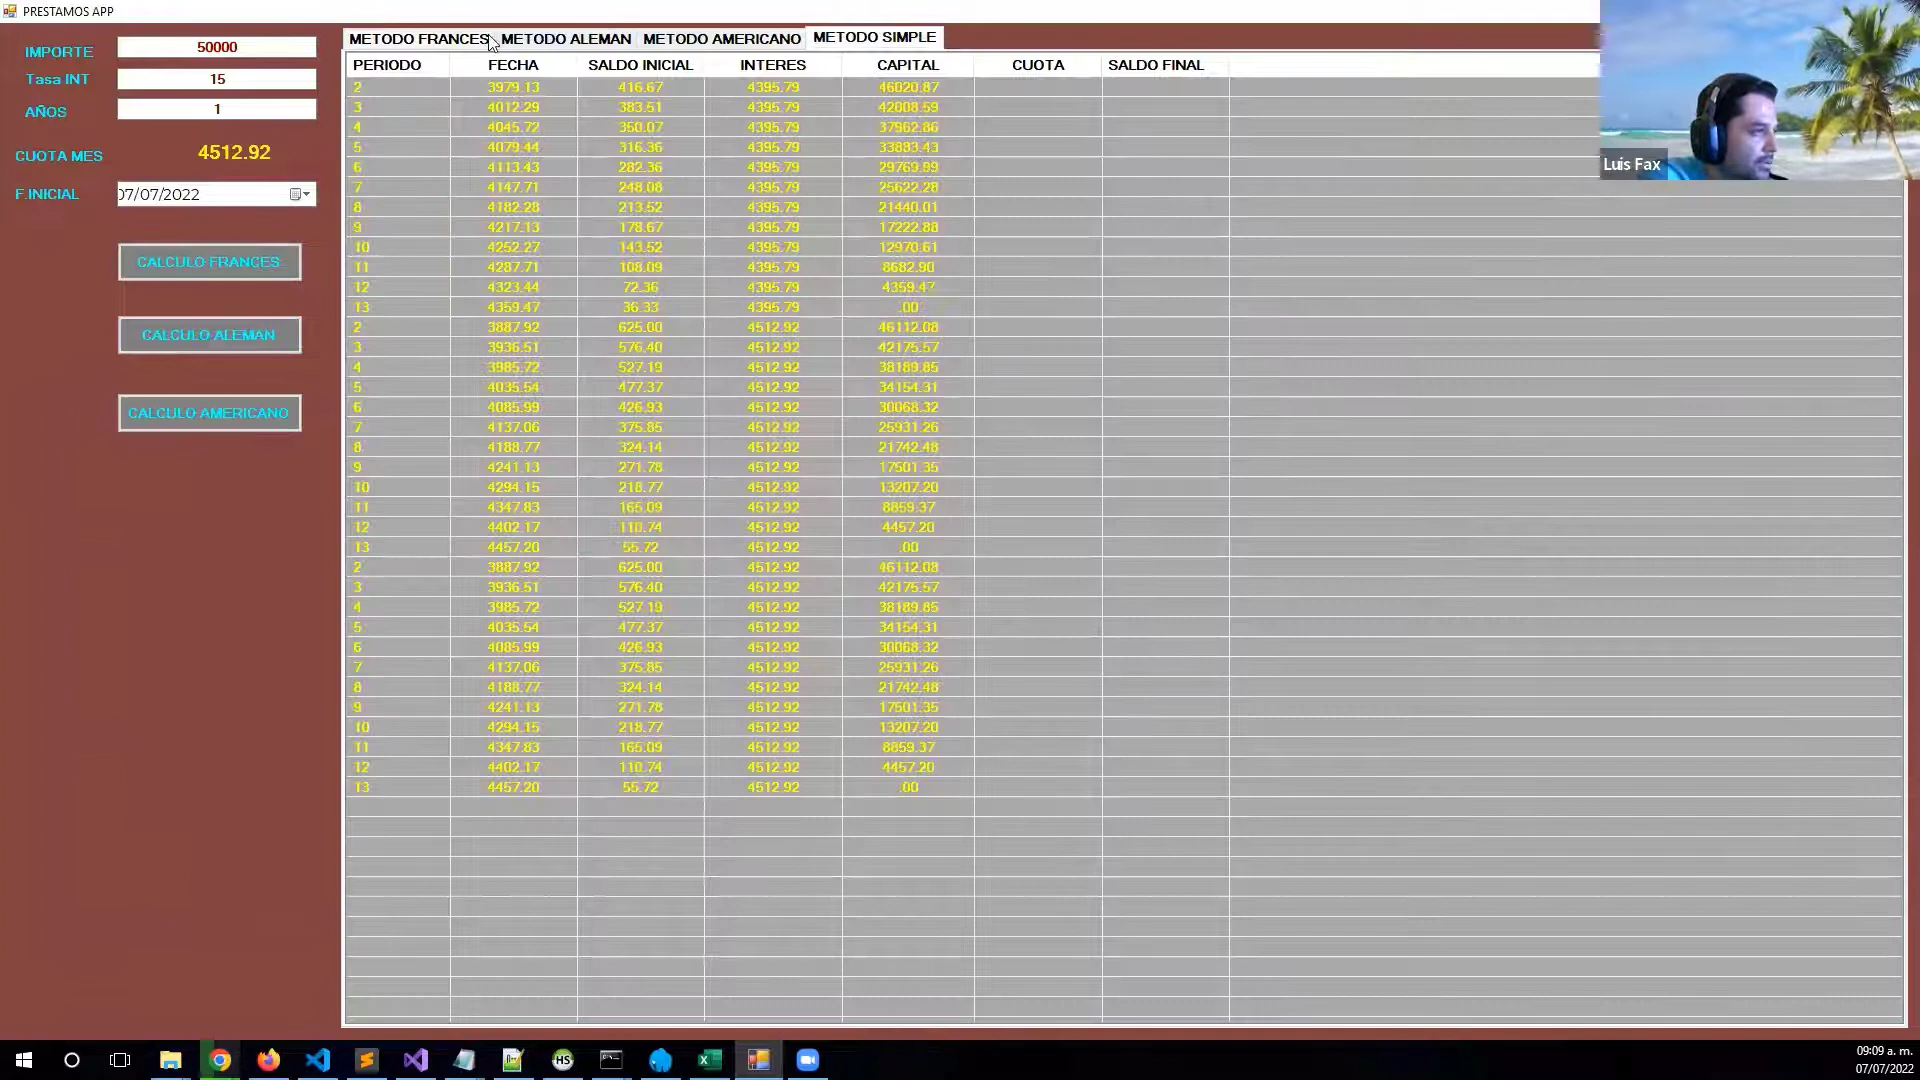 PRESTAMOS APP
IMPORTE 50000
Tasa INT 15
AÑOS 1
CUOTA MES 4512.92
F.INICIAL 07/07/2022
CALCULO FRANCES
CALCULO ALEMAN
CALCULO AMERICANO
METODO FRANCES METODO ALEMAN METODO AMERICANO METODO SIMPLE
PERIODO FECHA SALDO INICIAL INTERES CAPITAL CUOTA SALDO FINAL
2 3979.13 416.67 4395.79 46020.87
3 4012.29 383.51 4395.79 42008.59
4 4045.72 350.07 4395.79 37962.86
5 4079.44 316.36 4395.79 33883.43
6 4113.43 282.36 4395.79 29769.99
7 4147.71 248.08 4395.79 25622.28
8 4182.28 213.52 4395.79 21440.01
9 4217.13 178.67 4395.79 17222.88
10 4252.27 143.52 4395.79 12970.61
11 4287.71 108.09 4395.79 8682.90
12 4323.44 72.36 4395.79 4359.47
13 4359.47 36.33 4395.79 .00
2 3887.92 625.00 4512.92 46112.08
3 3936.51 576.40 4512.92 42175.57
4 3985.72 527.19 4512.92 38189.85
5 4035.54 477.37 4512.92 34154.31
6 4085.99 426.93 4512.92 30068.32
7 4137.06 375.85 4512.92 25931.26
8 4188.77 324.14 4512.92 21742.48
9 4241.13 271.78 4512.92 17501.35
10 4294.15 218.77 4512.92 13207.20
11 4347.83 165.09 4512.92 8859.37
12 4402.17 110.74 4512.92 4457.20
13 4457.20 55.72 4512.92 .00
2 3887.92 625.00 4512.92 46112.08
3 3936.51 576.40 4512.92 42175.57
4 3985.72 527.19 4512.92 38189.85
5 4035.54 477.37 4512.92 34154.31
6 4085.99 426.93 4512.92 30068.32
7 4137.06 375.85 4512.92 25931.26
8 4188.77 324.14 4512.92 21742.48
9 4241.13 271.78 4512.92 17501.35
10 4294.15 218.77 4512.92 13207.20
11 4347.83 165.09 4512.92 8859.37
12 4402.17 110.74 4512.92 4457.20
13 4457.20 55.72 4512.92 .00
Luis Fax
HS
09:09 a. m.
07/07/2022